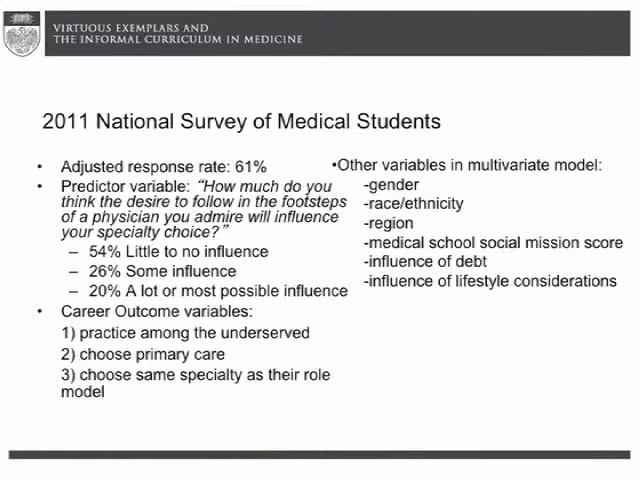 VIRTUOUS EXEMPLARS AND
THE INFORMAL CURRICULUM IN MEDICINE
2011 National Survey of Medical Students
• Adjusted response rate: 61%
• Predictor variable: "How much do you
think the desire to follow in the footsteps
of a physician you admire will influence
your specialty choice?"
– 54% Little to no influence
– 26% Some influence
– 20% A lot or most possible influence
• Career Outcome variables:
1) practice among the underserved
2) choose primary care
3) choose same specialty as their role
model
•Other variables in multivariate model:
-gender
-race/ethnicity
-region
-medical school social mission score
-influence of debt
-influence of lifestyle considerations